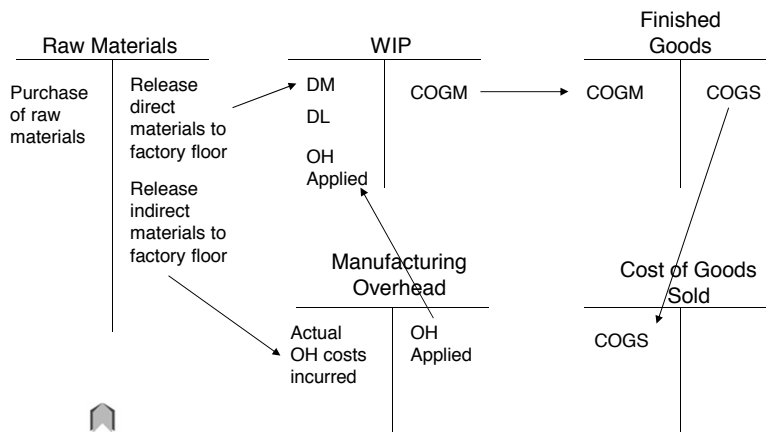 Raw Materials
Purchase
of raw
materials
Release
direct
materials to
factory floor
Release
indirect
materials to
factory floor
WIP
DM
DL
OH
Applied
COGM
Finished
Goods
COGM
COGS
Manufacturing
Overhead
Actual
OH costs
incurred
OH
Applied
Cost of Goods
Sold
COGS